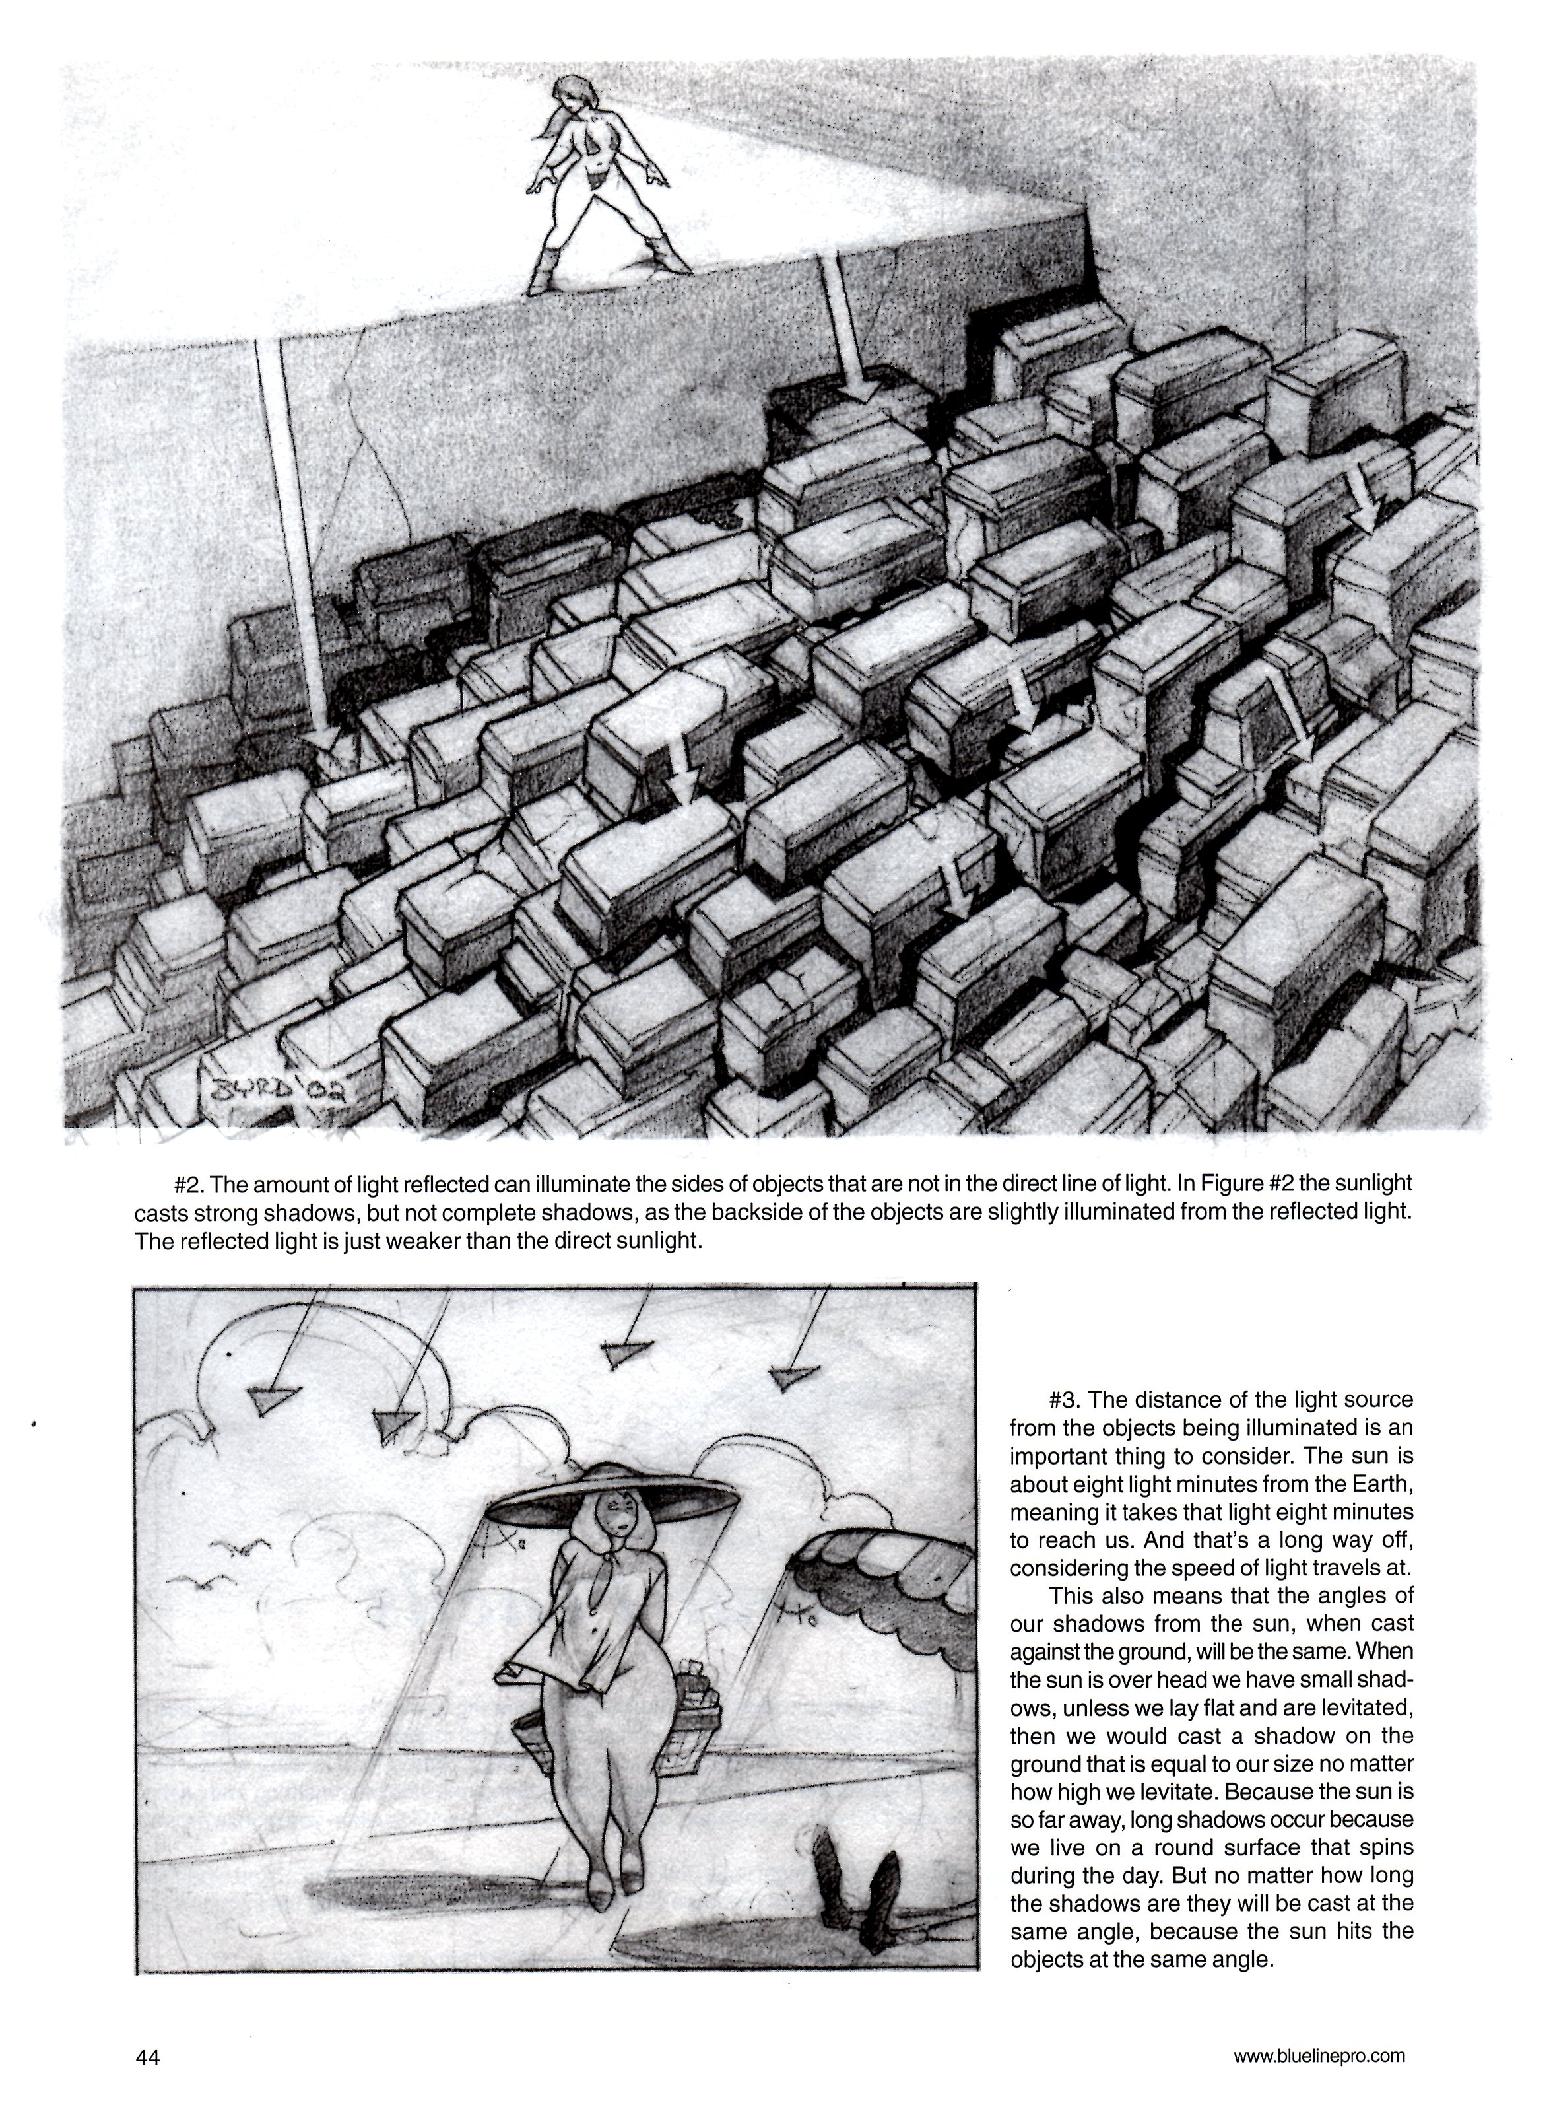 BYRD '02
#2. The amount of light reflected can illuminate the sides of objects that are not in the direct line of light. In Figure #2 the sunlight
casts strong shadows, but not complete shadows, as the backside of the objects are slightly illuminated from the reflected light.
The reflected light is just weaker than the direct sunlight.
#3. The distance of the light source
from the objects being illuminated is an
important thing to consider. The sun is
about eight light minutes from the Earth,
meaning it takes that light eight minutes
to reach us. And that's a long way off,
considering the speed of light travels at.
This also means that the angles of
our shadows from the sun, when cast
against the ground, will be the same. When
the sun is over head we have small shad-
ows, unless we lay flat and are levitated,
then we would cast a shadow on the
ground that is equal to our size no matter
how high we levitate. Because the sun is
so far away, long shadows occur because
we live on a round surface that spins
during the day. But no matter how long
the shadows are they will be cast at the
same angle, because the sun hits the
objects at the same angle.
44
www.bluelinepro.com